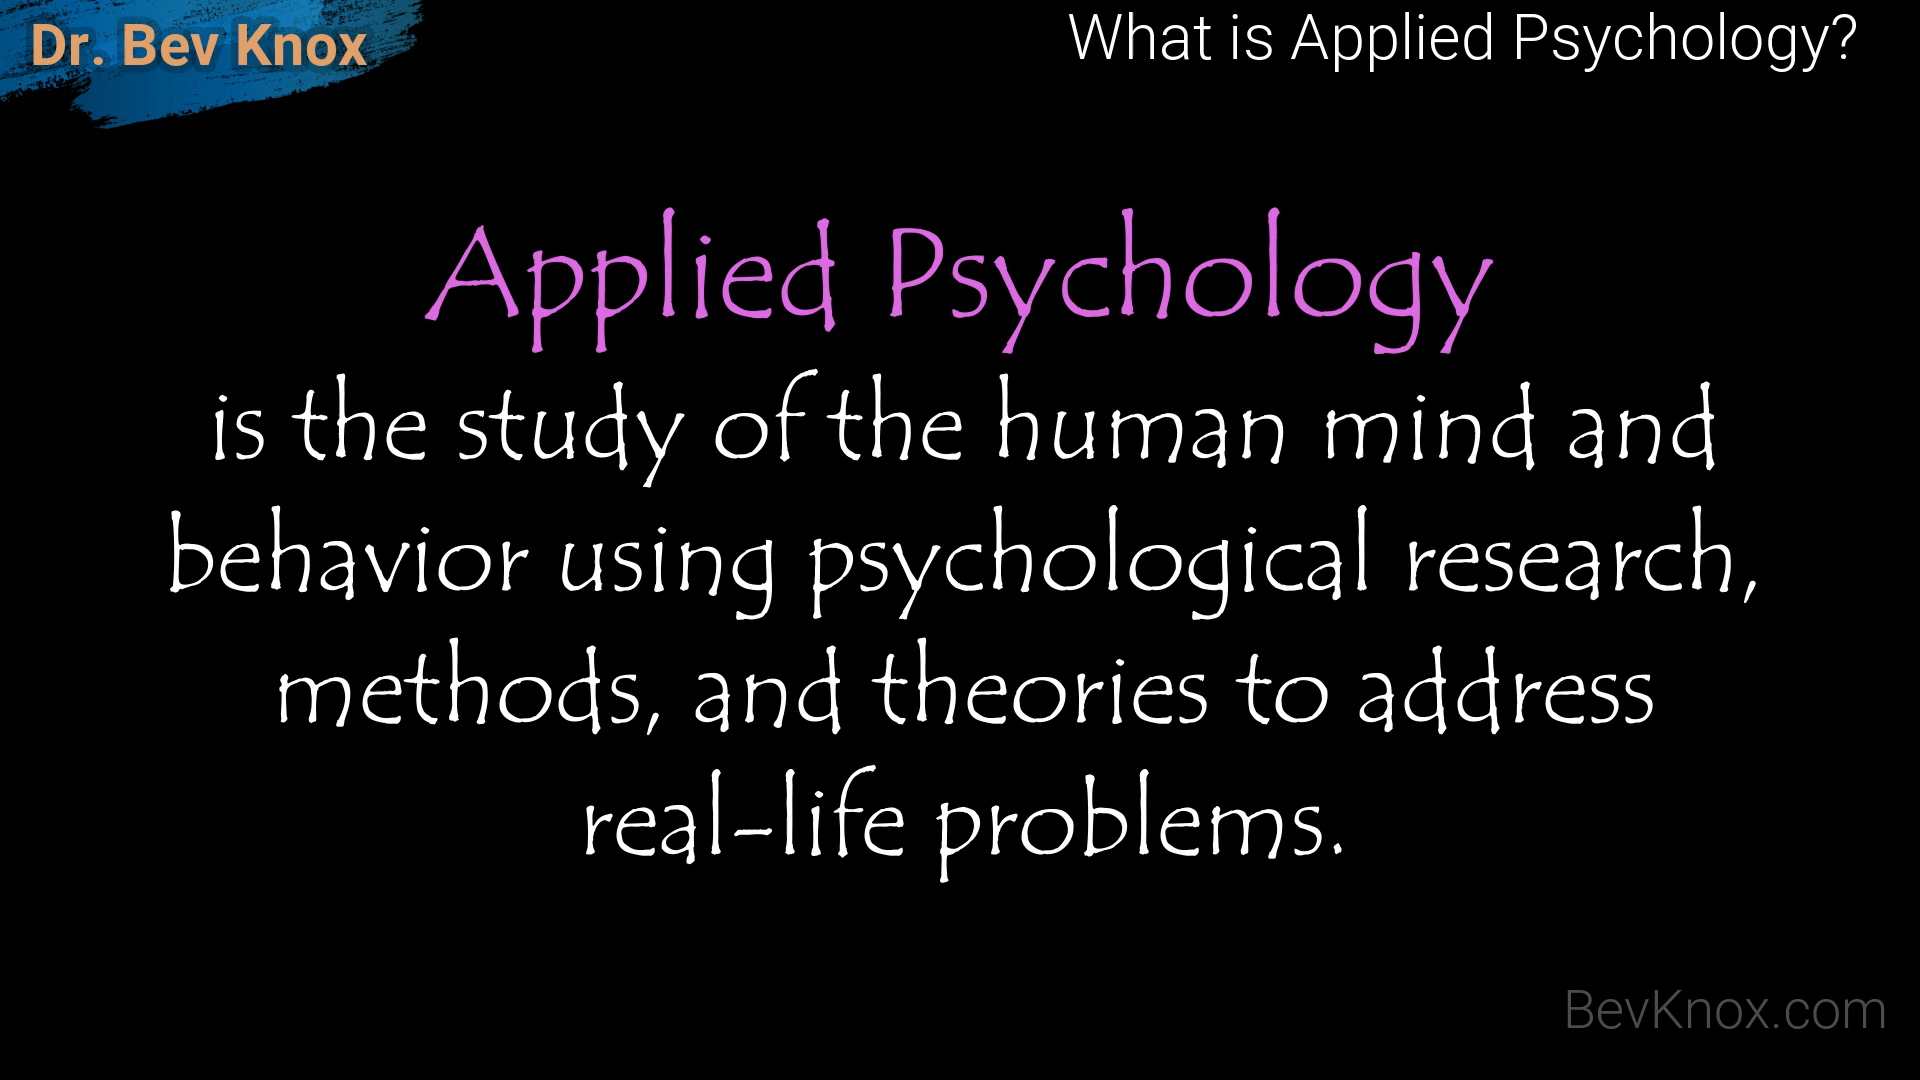 Dr. Bev Knox
What is Applied Psychology?
Applied Psychology
is the study of the human mind and
behavior using psychological research,
methods, and theories to address
real-life problems.
BevKnox.com